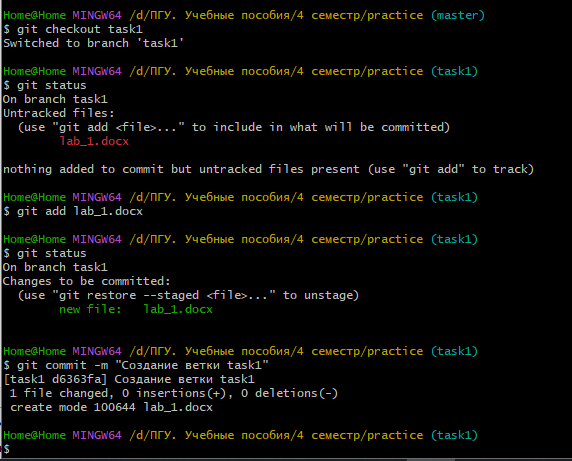 Home@Home MINGW64 /d/ПГУ. Учебные пособия/4 семестр/practice (master)
$ git checkout task1
Switched to branch 'task1'
Home@Home MINGW64 /d/ПГУ. Учебные пособия/4 семестр/practice (task1)
$ git status
On branch task1
Untracked files:
  (use "git add <file>..." to include in what will be committed)
        lab_1.docx
nothing added to commit but untracked files present (use "git add" to track)
Home@Home MINGW64 /d/ПГУ. Учебные пособия/4 семестр/practice (task1)
$ git add lab_1.docx
Home@Home MINGW64 /d/ПГУ. Учебные пособия/4 семестр/practice (task1)
$ git status
On branch task1
Changes to be committed:
  (use "git restore --staged <file>..." to unstage)
        new file:   lab_1.docx
Home@Home MINGW64 /d/ПГУ. Учебные пособия/4 семестр/practice (task1)
$ git commit -m "Создание ветки task1"
[task1 d6363fa] Создание ветки task1
 1 file changed, 0 insertions(+), 0 deletions(-)
 create mode 100644 lab_1.docx
Home@Home MINGW64 /d/ПГУ. Учебные пособия/4 семестр/practice (task1)
$